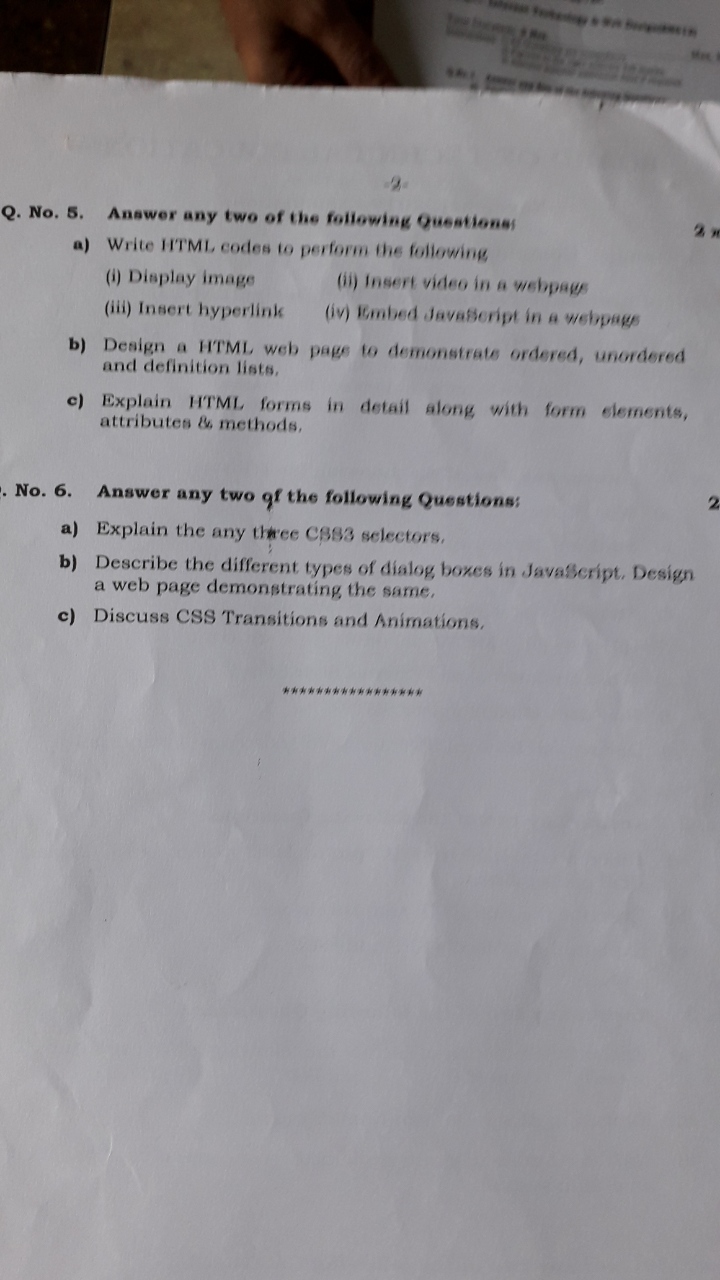 -2-
Q. No. 5. Answer any two of the following Questions: 2 x
a) Write HTML codes to perform the following
(i) Display image (ii) Insert video in a webpage
(iii) Insert hyperlink (iv) Embed JavaScript in a webpage
b) Design a HTML web page to demonstrate ordered, unordered
and definition lists.
c) Explain HTML forms in detail along with form elements,
attributes & methods.
. No. 6. Answer any two of the following Questions: 2
a) Explain the any three CSS3 selectors.
b) Describe the different types of dialog boxes in JavaScript. Design
a web page demonstrating the same.
c) Discuss CSS Transitions and Animations.
*****************